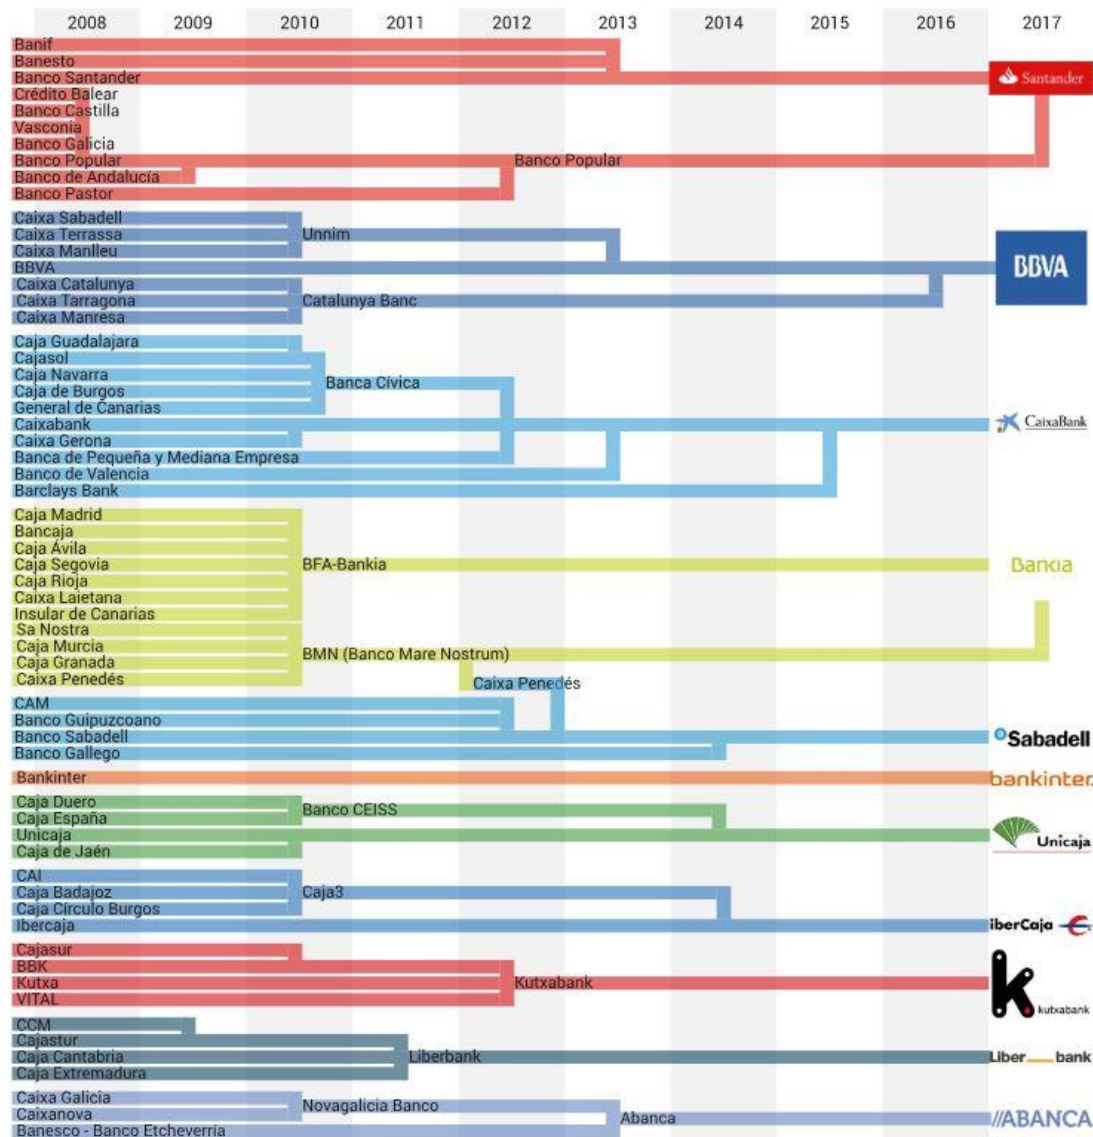 2008 2009 2010 2011 2012 2013 2014 2015 2016 2017
Banif
Banesto
Banco Santander Santander
Crédito Balear
Banco Castilla
Vasconia
Banco Galicia
Banco Popular Banco Popular
Banco de Andalucía
Banco Pastor
Caixa Sabadell
Caixa Terrassa Unnim
Caixa Manlleu
BBVA BBVA
Caixa Catalunya
Caixa Tarragona Catalunya Banc
Caixa Manresa
Caja Guadalajara
Cajasol
Caja Navarra Banca Cívica
Caja de Burgos
General de Canarias
Caixabank CaixaBank
Caixa Gerona
Banca de Pequeña y Mediana Empresa
Banco de Valencia
Barclays Bank
Caja Madrid
Bancaja
Caja Ávila
Caja Segovia BFA-Bankia Bankia
Caja Rioja
Caixa Laietana
Insular de Canarias
Sa Nostra
Caja Murcia BMN (Banco Mare Nostrum)
Caja Granada
Caixa Penedés Caixa Penedés
CAM
Banco Guipuzcoano
Banco Sabadell Sabadell
Banco Gallego
Bankinter bankinter.
Caja Duero Banco CEISS
Caja España
Unicaja Unicaja
Caja de Jaén
CAI
Caja Badajoz Caja3
Caja Círculo Burgos
Ibercaja iberCaja
Cajasur
BBK
Kutxa Kutxabank k
VITAL kutxabank
CCM
Cajastur
Caja Cantabria Liberbank Liber bank
Caja Extremadura
Caixa Galicia Novagalicia Banco
Caixanova Abanca //ABANCA
Banesco - Banco Etcheverria